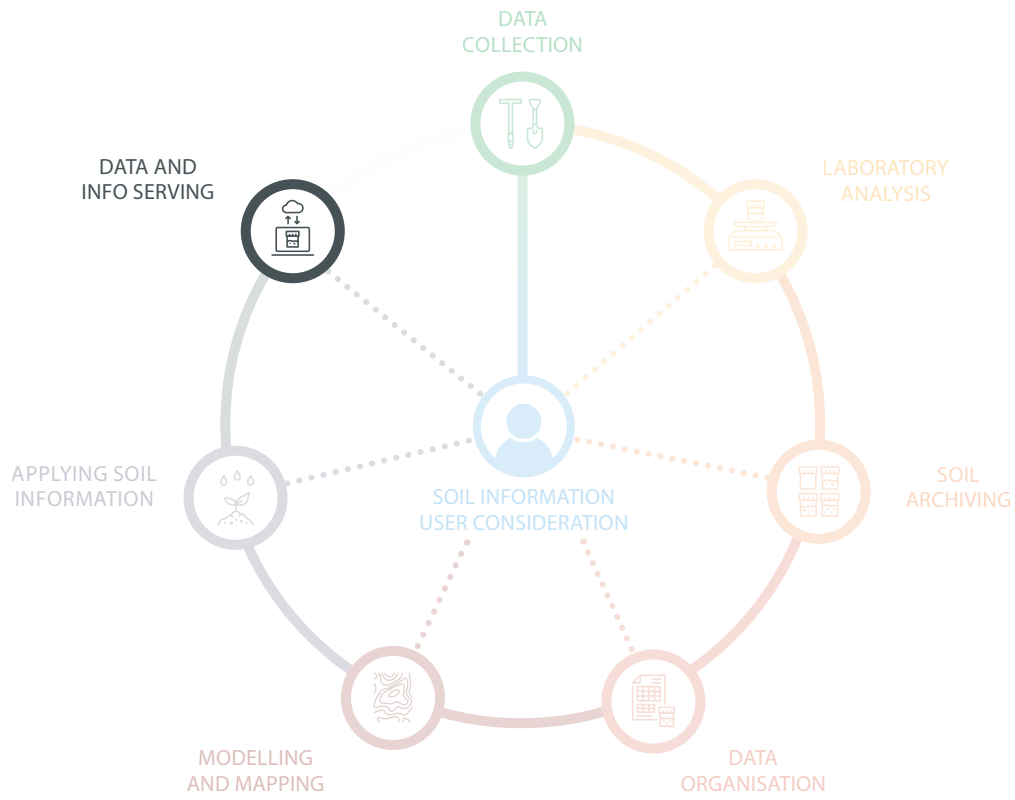 DATA
COLLECTION
DATA AND
INFO SERVING
LABORATORY
ANALYSIS
APPLYING SOIL
INFORMATION
SOIL INFORMATION
USER CONSIDERATION
SOIL
ARCHIVING
MODELLING
AND MAPPING
DATA
ORGANISATION